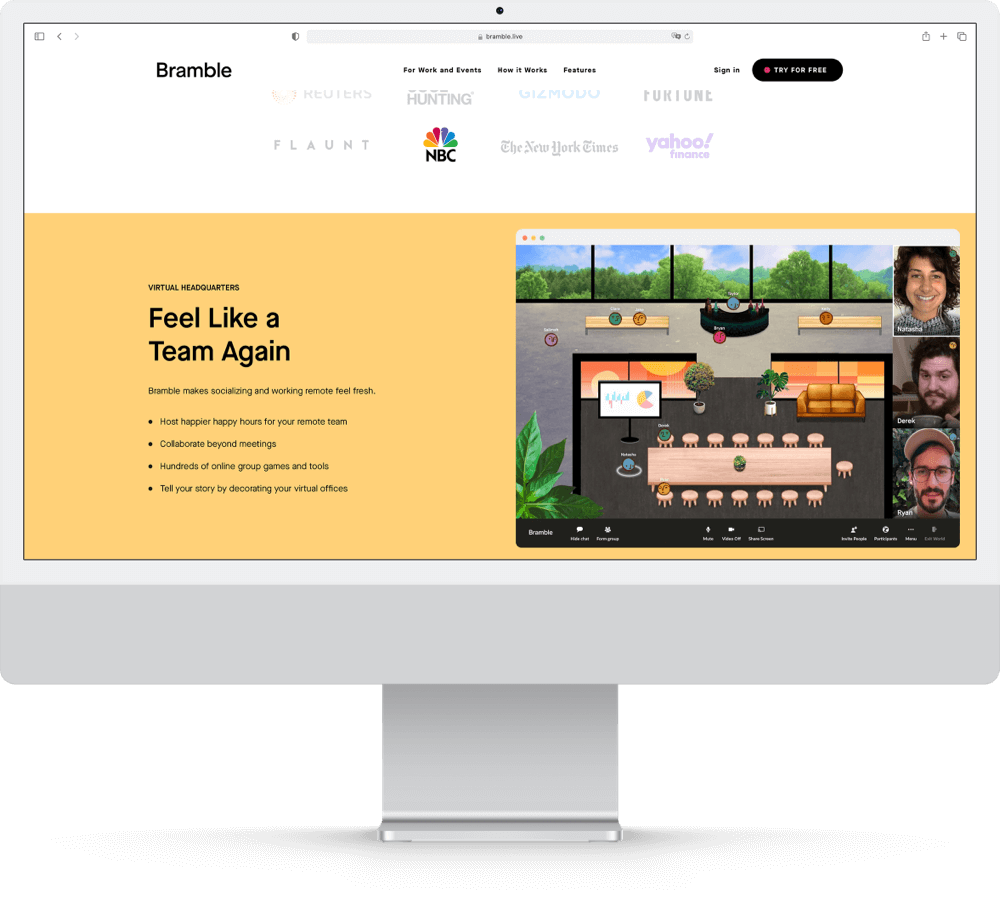 bramble.live
Bramble
For Work and Events
How it Works
Features
Sign in
TRY FOR FREE
REUTERS
HUNTING
GIZMODO
FORTUNE
FLAUNT
NBC
The New York Times
yahoo!
finance
VIRTUAL HEADQUARTERS
Feel Like a
Team Again
Bramble makes socializing and working remote feel fresh.
Host happier happy hours for your remote team
Collaborate beyond meetings
Hundreds of online group games and tools
Tell your story by decorating your virtual offices
Bryan
Derek
Natasha
Natasha
Derek
Ryan
Bramble
Hide chat
Form group
Mute
Video Off
Share Screen
Invite People
Participants
Menu
Exit World